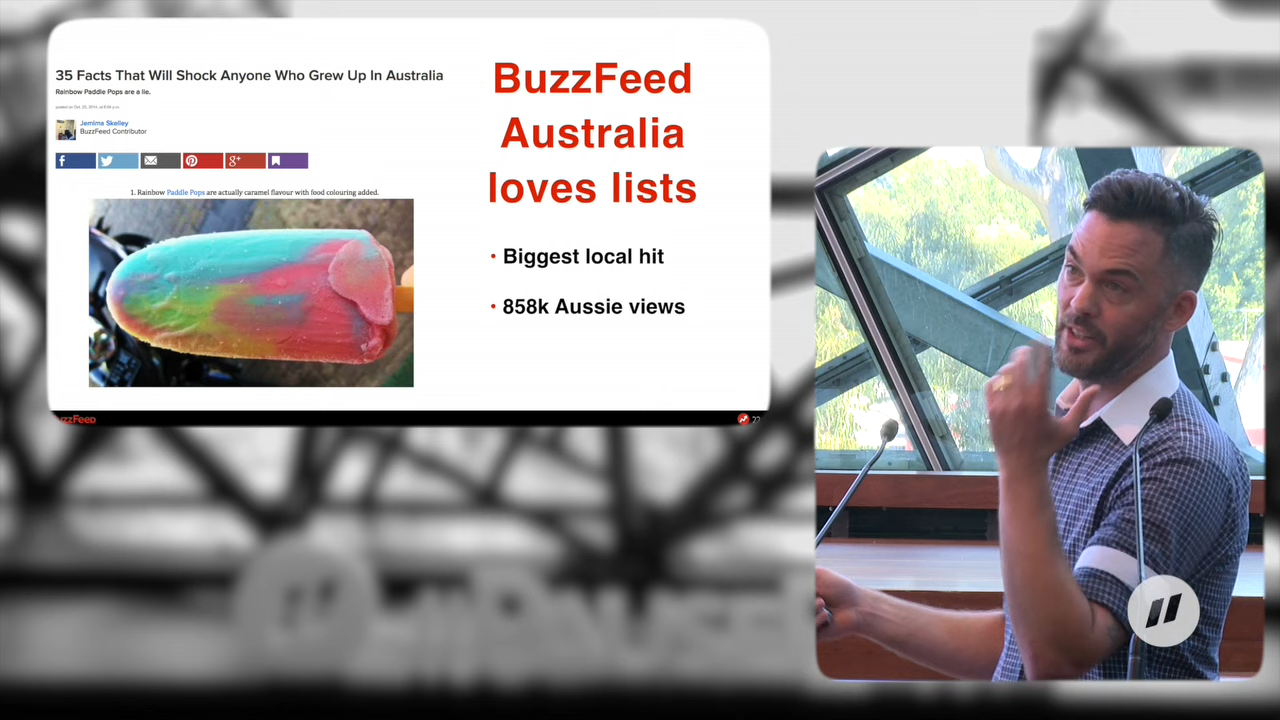 35 Facts That Will Shock Anyone Who Grew Up In Australia
Rainbow Paddle Pops are a lie.
Jemima Skelley
BuzzFeed Contributor
1. Rainbow Paddle Pops are actually caramel flavour with food colouring added.
BuzzFeed
Australia
loves lists
• Biggest local hit
• 858k Aussie views